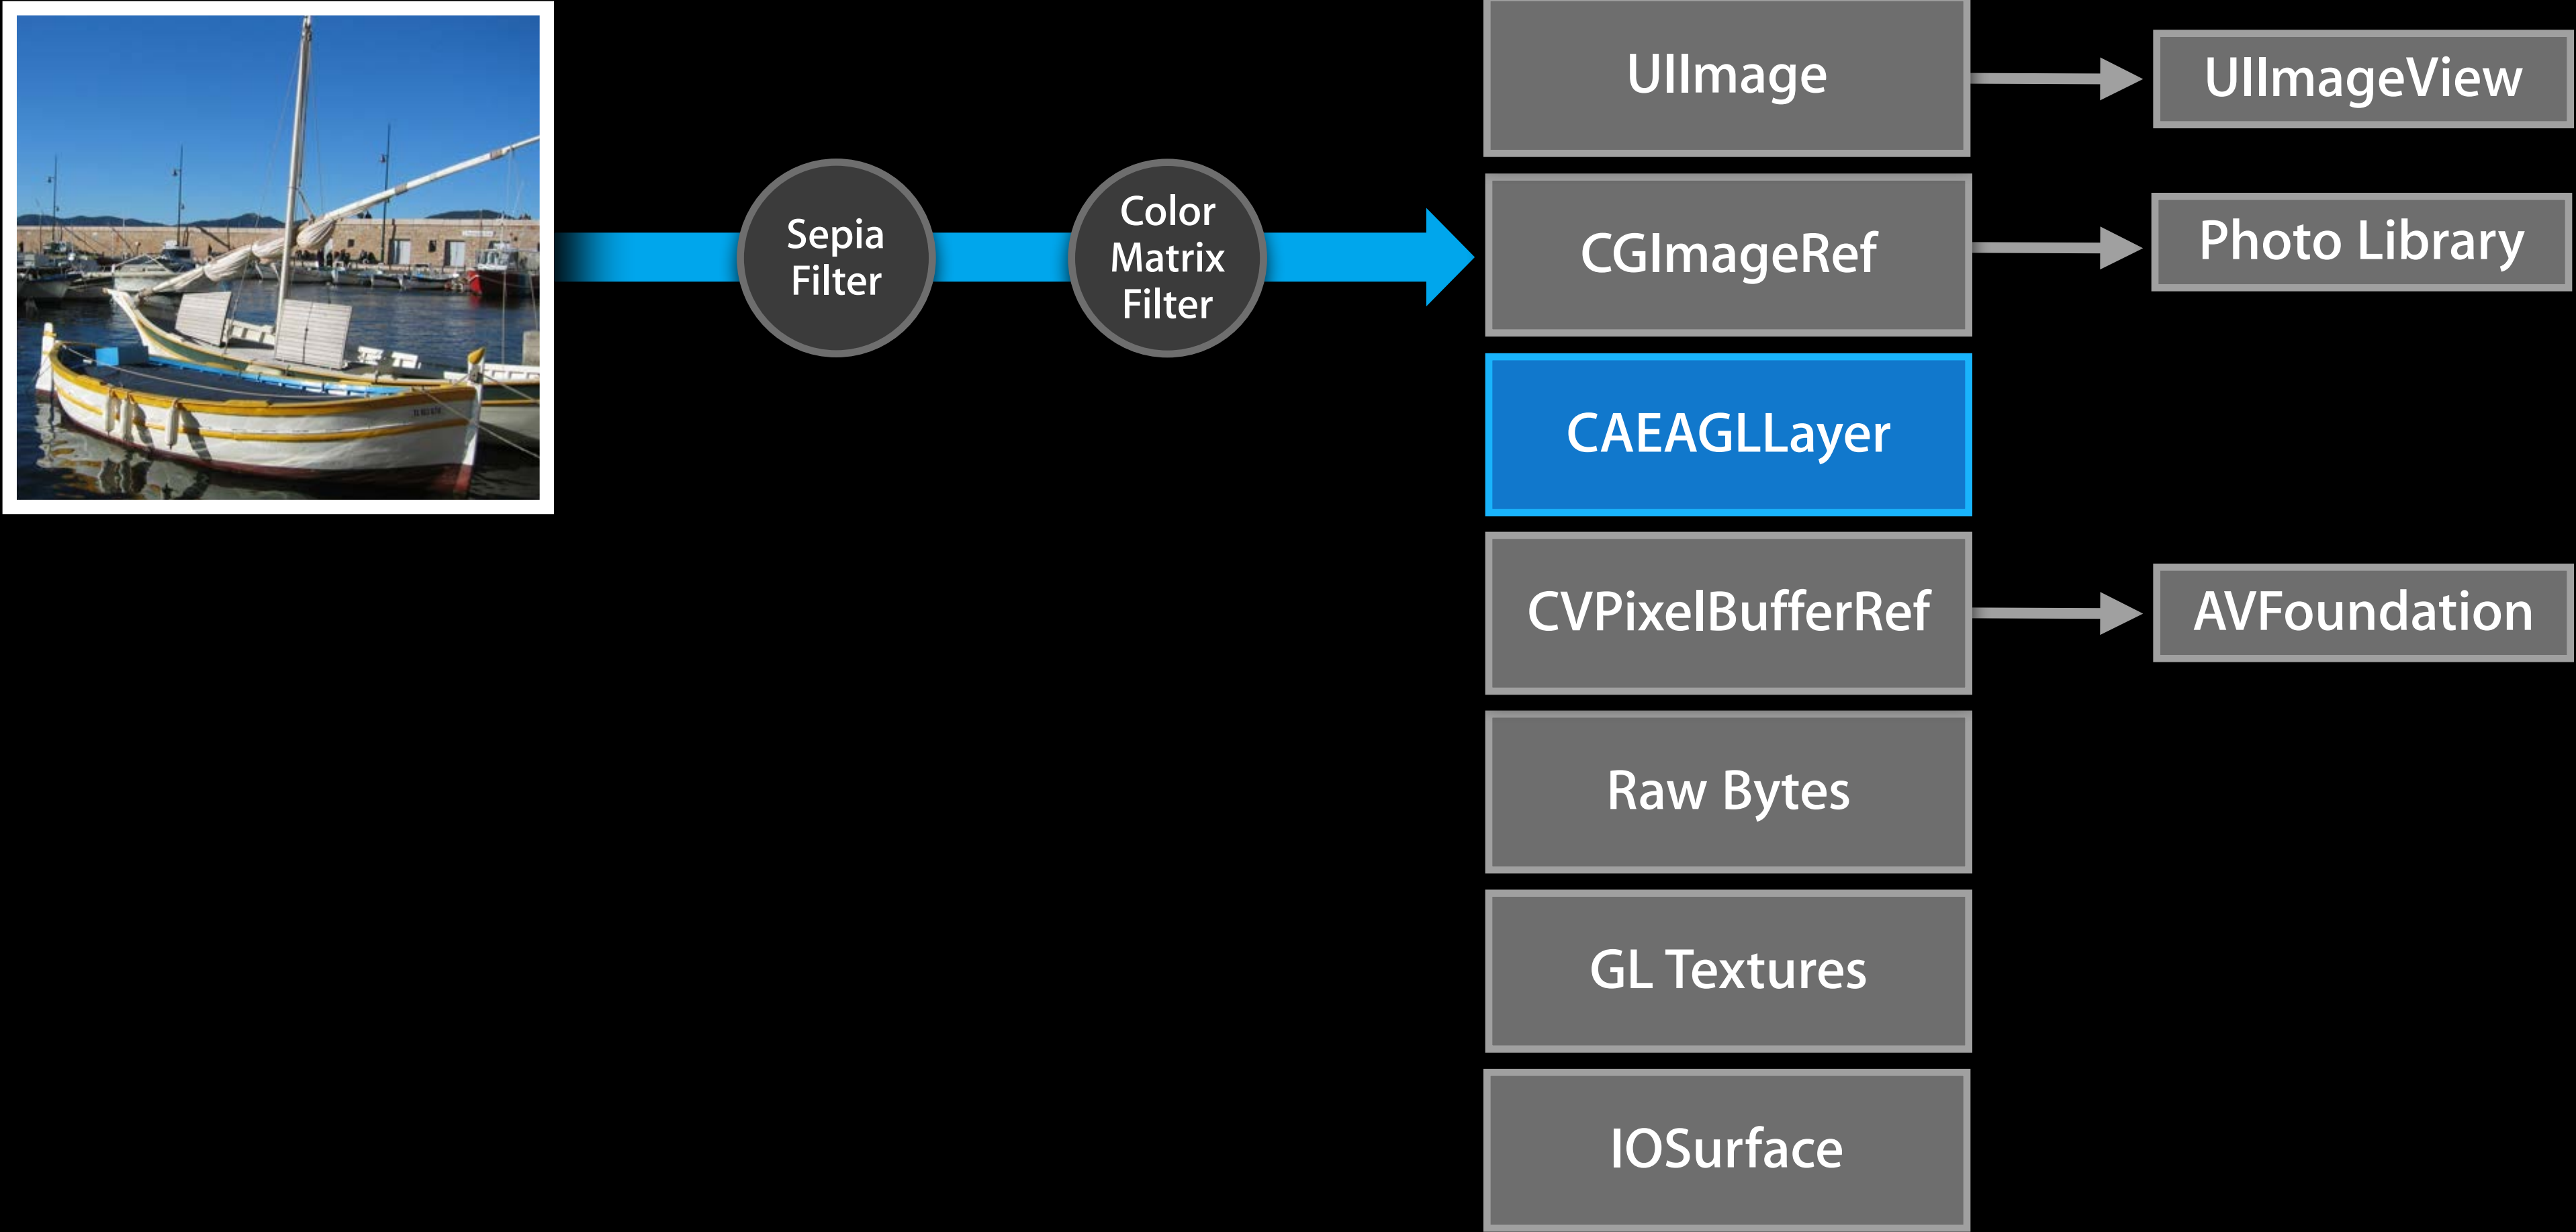 UIImage
UIImageView
Sepia
Filter
Color
Matrix
Filter
CGImageRef
Photo Library
CAEAGLLayer
CVPixelBufferRef
AVFoundation
Raw Bytes
GL Textures
IOSurface